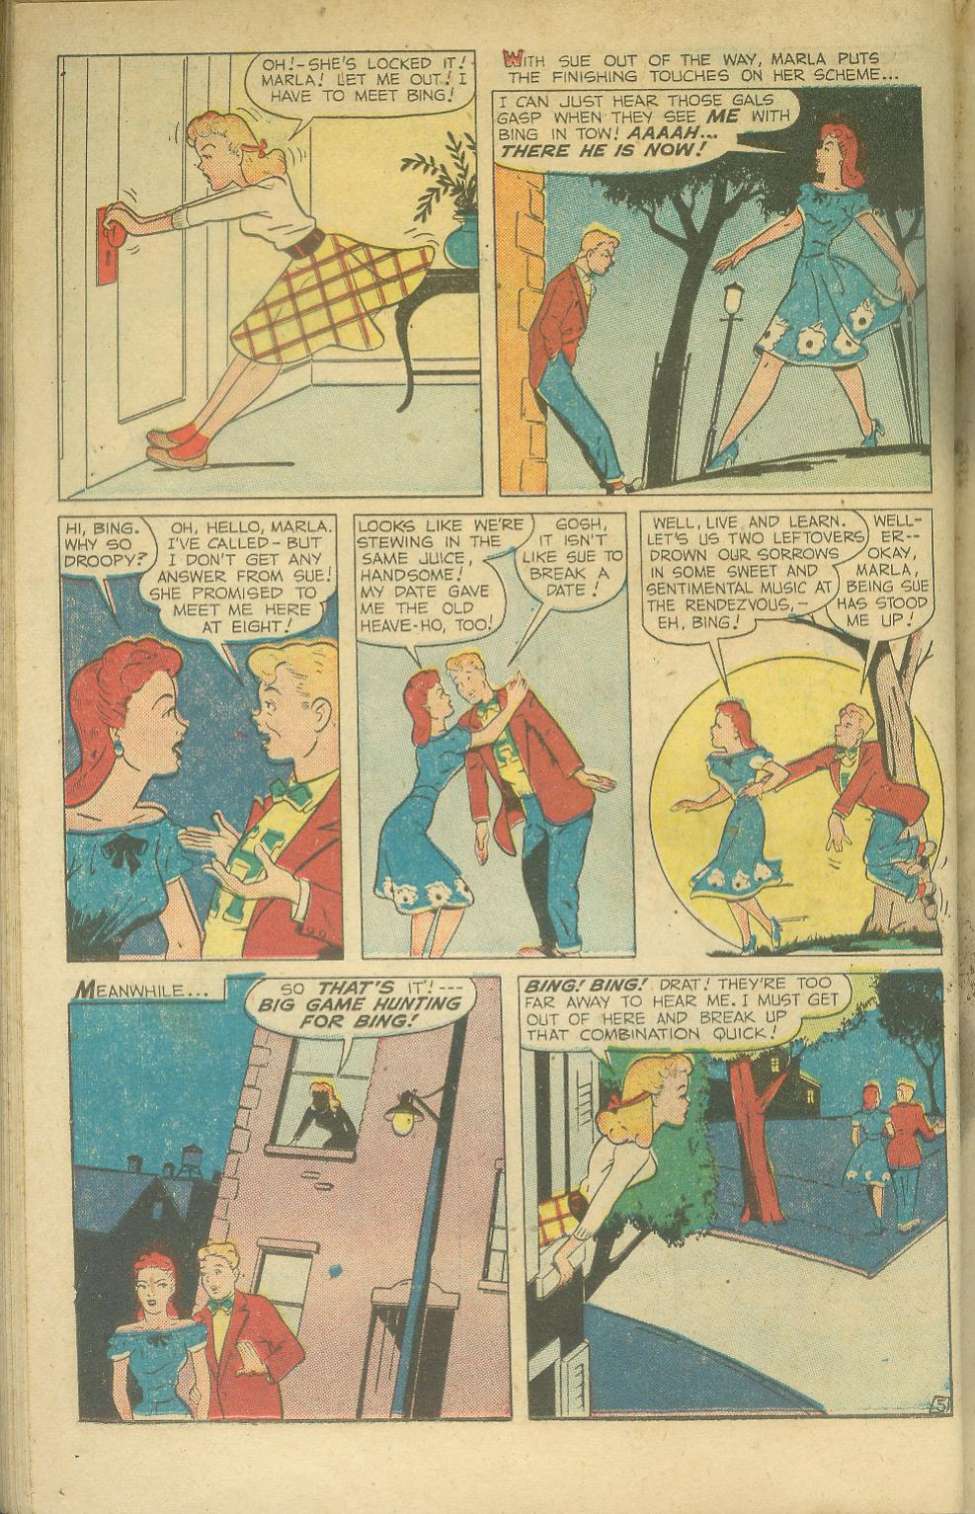 OH!-SHE'S LOCKED IT!
MARLA! LET ME OUT! I
HAVE TO MEET BING!
WITH SUE OUT OF THE WAY, MARLA PUTS
THE FINISHING TOUCHES ON HER SCHEME...
I CAN JUST HEAR THOSE GALS
GASP WHEN THEY SEE ME WITH
BING IN TOW! AAAAH...
THERE HE IS NOW!
HI, BING.
WHY SO
DROOPY?
OH, HELLO, MARLA.
I'VE CALLED-BUT
I DON'T GET ANY
ANSWER FROM SUE!
SHE PROMISED TO
MEET ME HERE
AT EIGHT!
LOOKS LIKE WE'RE
STEWING IN THE
SAME JUICE,
HANDSOME!
MY DATE GAVE
ME THE OLD
HEAVE-HO, TOO!
GOSH,
IT ISN'T
LIKE SUE TO
BREAK A
DATE!
WELL, LIVE AND LEARN.
LET'S US TWO LEFTOVERS
DROWN OUR SORROWS
IN SOME SWEET AND
SENTIMENTAL MUSIC AT
THE RENDEZVOUS,-
EH, BING!
WELL-
ER--
OKAY,
MARLA,
BEING SUE
HAS STOOD
ME UP!
MEANWHILE...
SO THAT'S IT!---
BIG GAME HUNTING
FOR BING!
BING! BING! DRAT! THEY'RE TOO
FAR AWAY TO HEAR ME. I MUST GET
OUT OF HERE AND BREAK UP
THAT COMBINATION QUICK!
5